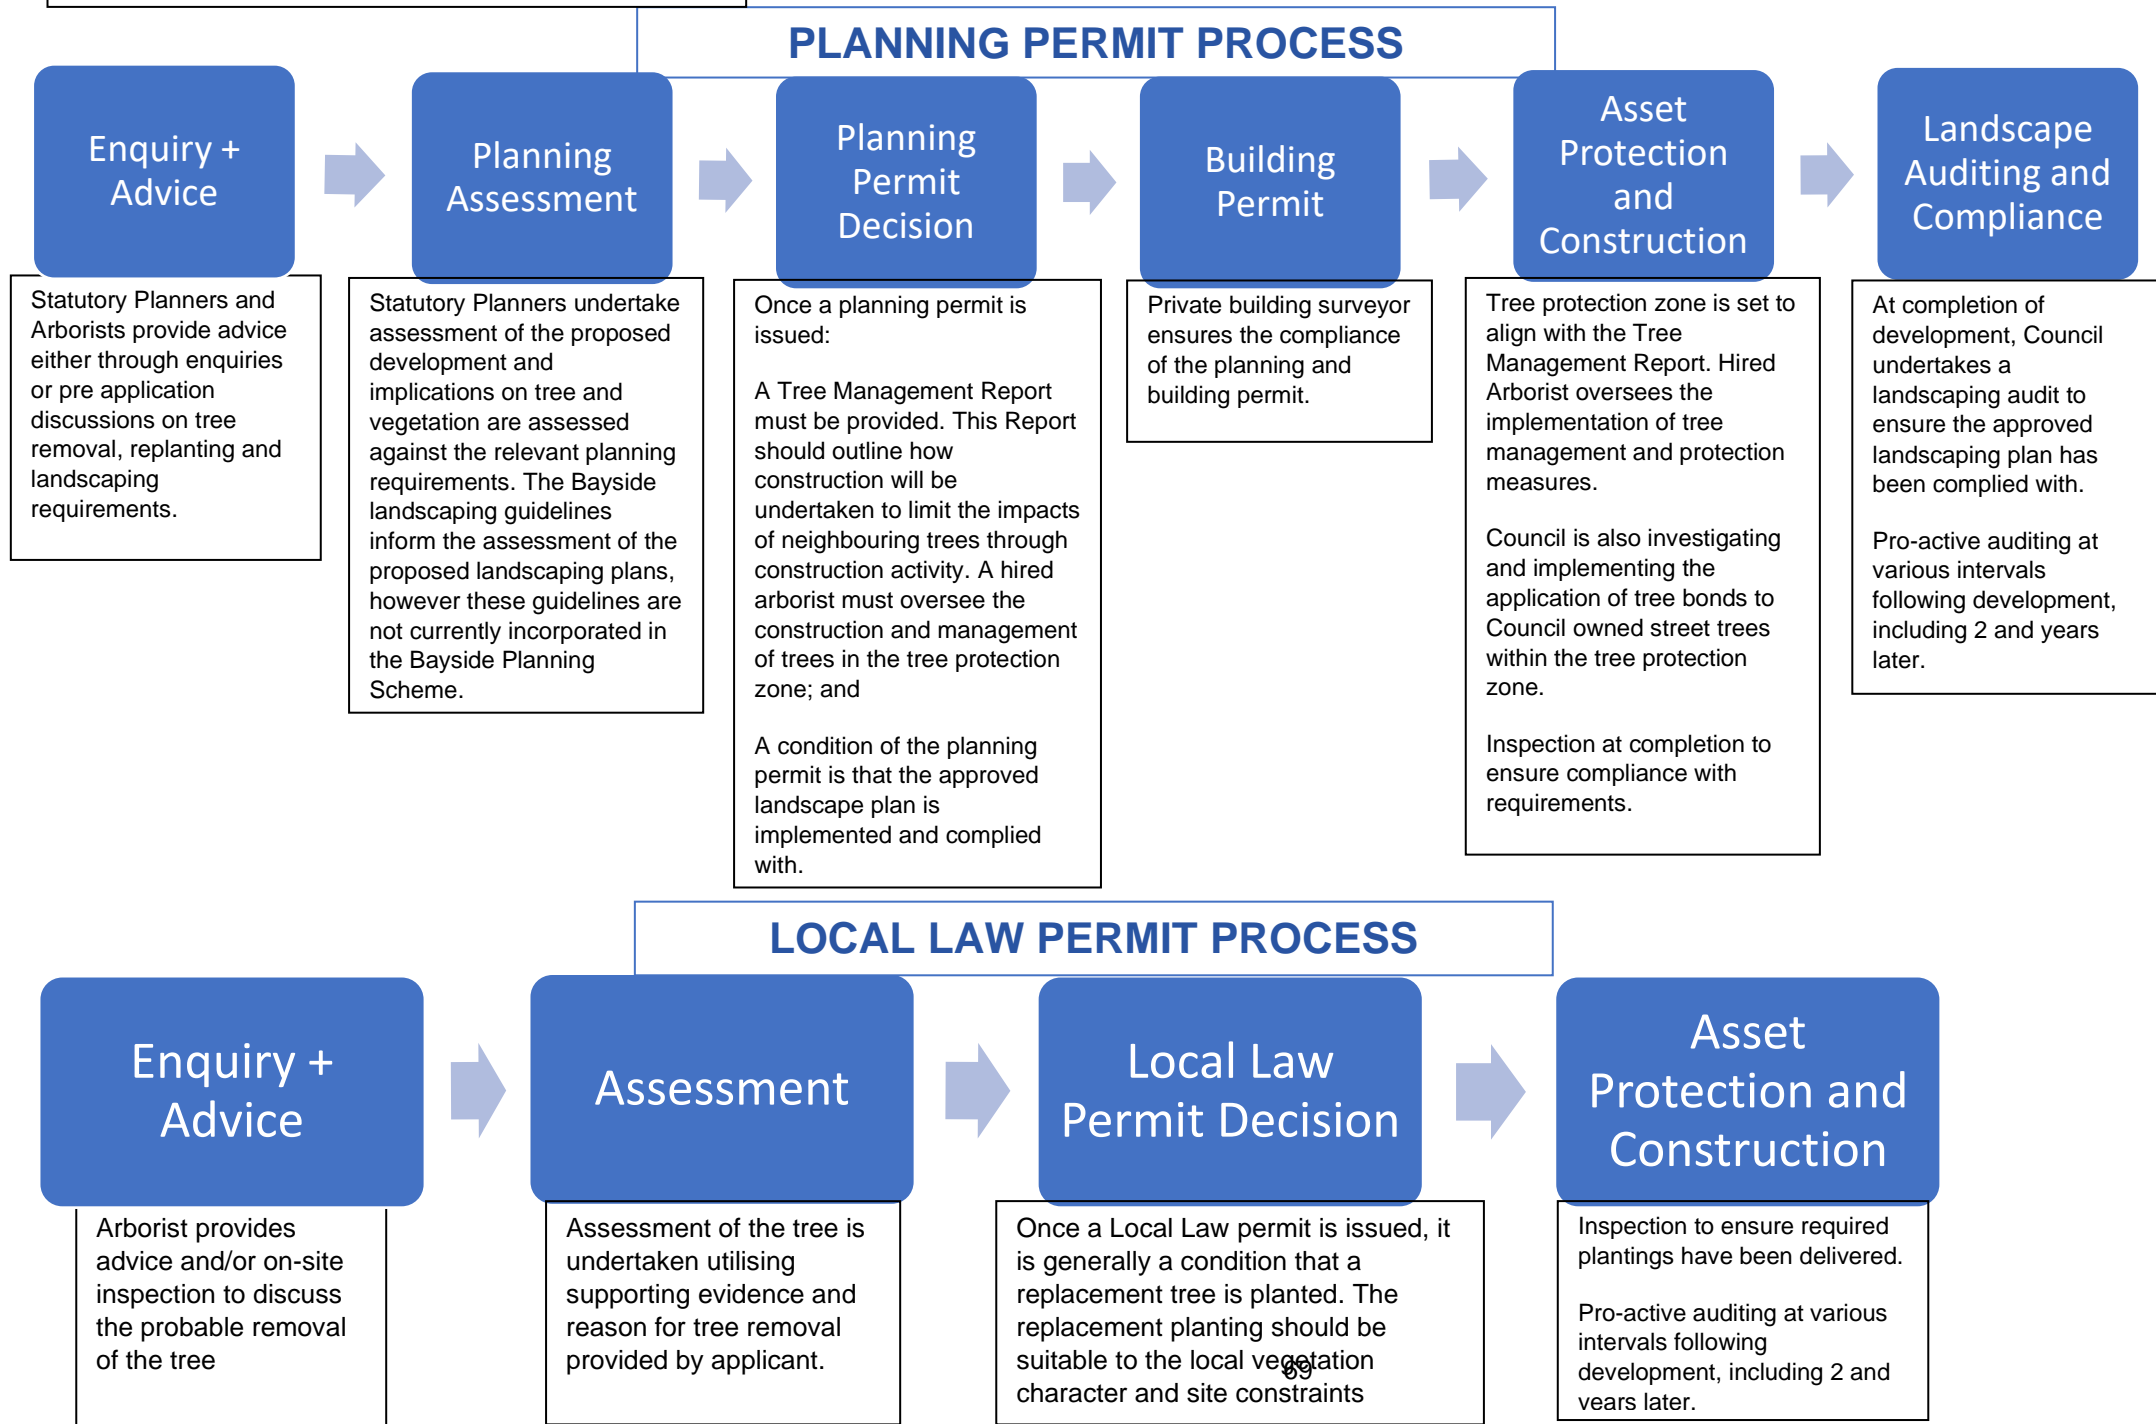 PLANNING PERMIT PROCESS
Enquiry +
Advice
Planning
Assessment
Planning
Permit
Decision
Building
Permit
Asset
Protection
and
Construction
Landscape
Auditing and
Compliance
Statutory Planners and
Arborists provide advice
either through enquiries
or pre application
discussions on tree
removal, replanting and
landscaping
requirements.
Statutory Planners undertake
assessment of the proposed
development and
implications on tree and
vegetation are assessed
against the relevant planning
requirements. The Bayside
landscaping guidelines
inform the assessment of the
proposed landscaping plans,
however these guidelines are
not currently incorporated in
the Bayside Planning
Scheme.
Once a planning permit is
issued:
A Tree Management Report
must be provided. This Report
should outline how
construction will be
undertaken to limit the impacts
of neighbouring trees through
construction activity. A hired
arborist must oversee the
construction and management
of trees in the tree protection
zone; and
A condition of the planning
permit is that the approved
landscape plan is
implemented and complied
with.
Private building surveyor
ensures the compliance
of the planning and
building permit.
Tree protection zone is set to
align with the Tree
Management Report. Hired
Arborist oversees the
implementation of tree
management and protection
measures.
Council is also investigating
and implementing the
application of tree bonds to
Council owned street trees
within the tree protection
zone.
Inspection at completion to
ensure compliance with
requirements.
At completion of
development, Council
undertakes a
landscaping audit to
ensure the approved
landscaping plan has
been complied with.
Pro-active auditing at
various intervals
following development,
including 2 and years
later.
LOCAL LAW PERMIT PROCESS
Enquiry +
Advice
Assessment
Local Law
Permit Decision
Asset
Protection and
Construction
Arborist provides
advice and/or on-site
inspection to discuss
the probable removal
of the tree
Assessment of the tree is
undertaken utilising
supporting evidence and
reason for tree removal
provided by applicant.
Once a Local Law permit is issued, it
is generally a condition that a
replacement tree is planted. The
replacement planting should be
suitable to the local vegetation
character and site constraints
69
Inspection to ensure required
plantings have been delivered.
Pro-active auditing at various
intervals following
development, including 2 and
years later.